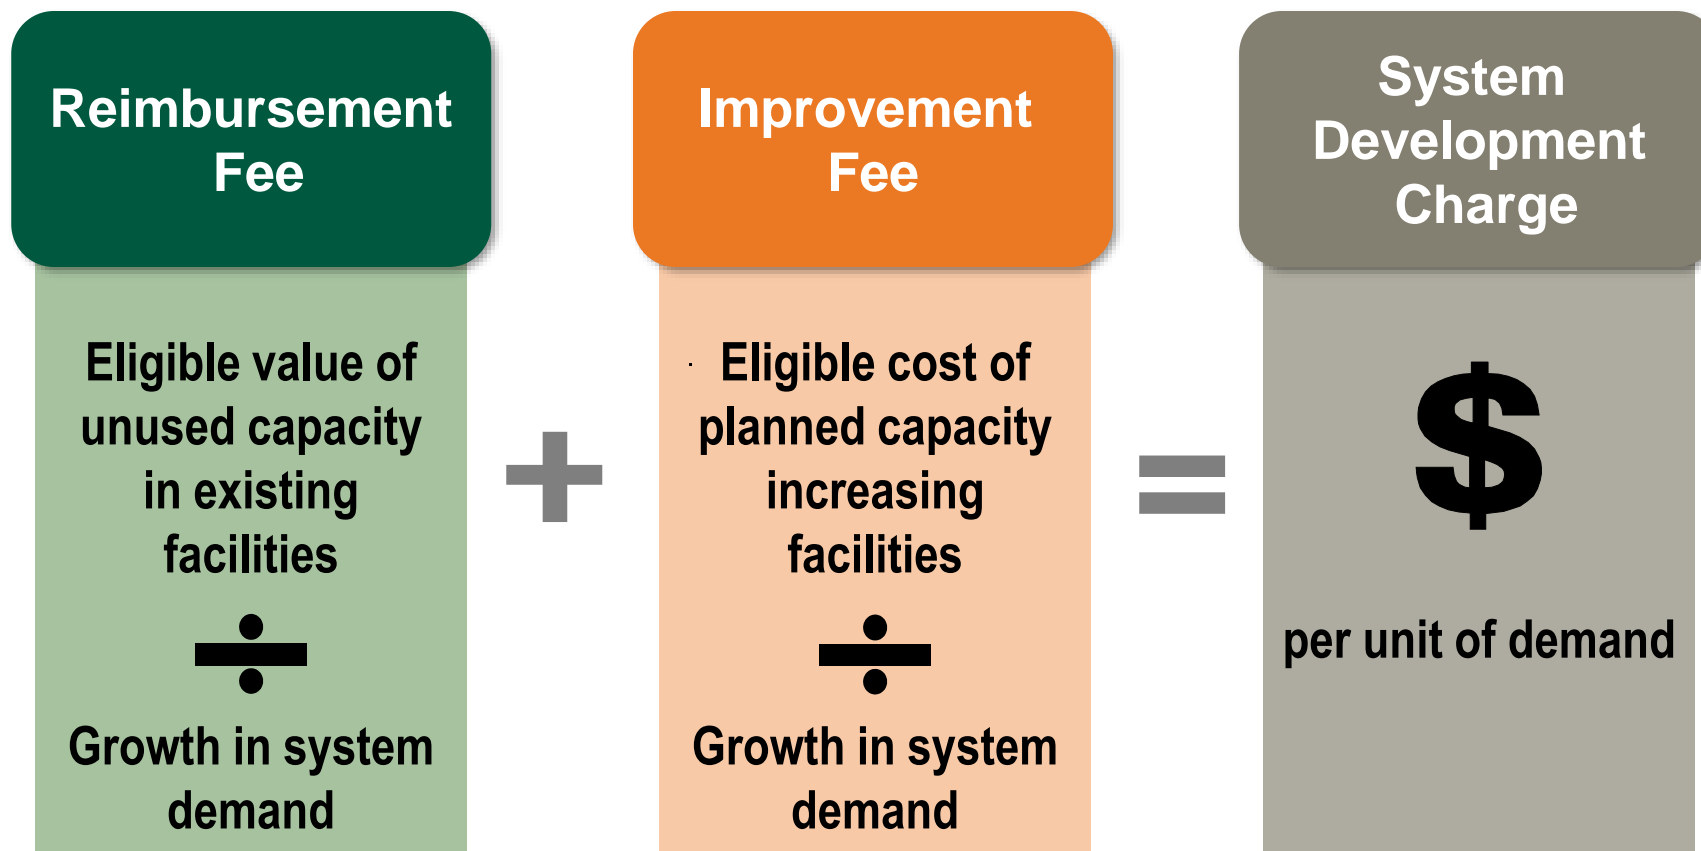 Reimbursement
Fee
Eligible value of
unused capacity
in existing
facilities
÷
Growth in system
demand
+
Improvement
Fee
Eligible cost of
planned capacity
increasing
facilities
÷
Growth in system
demand
=
System
Development
Charge
$
per unit of demand